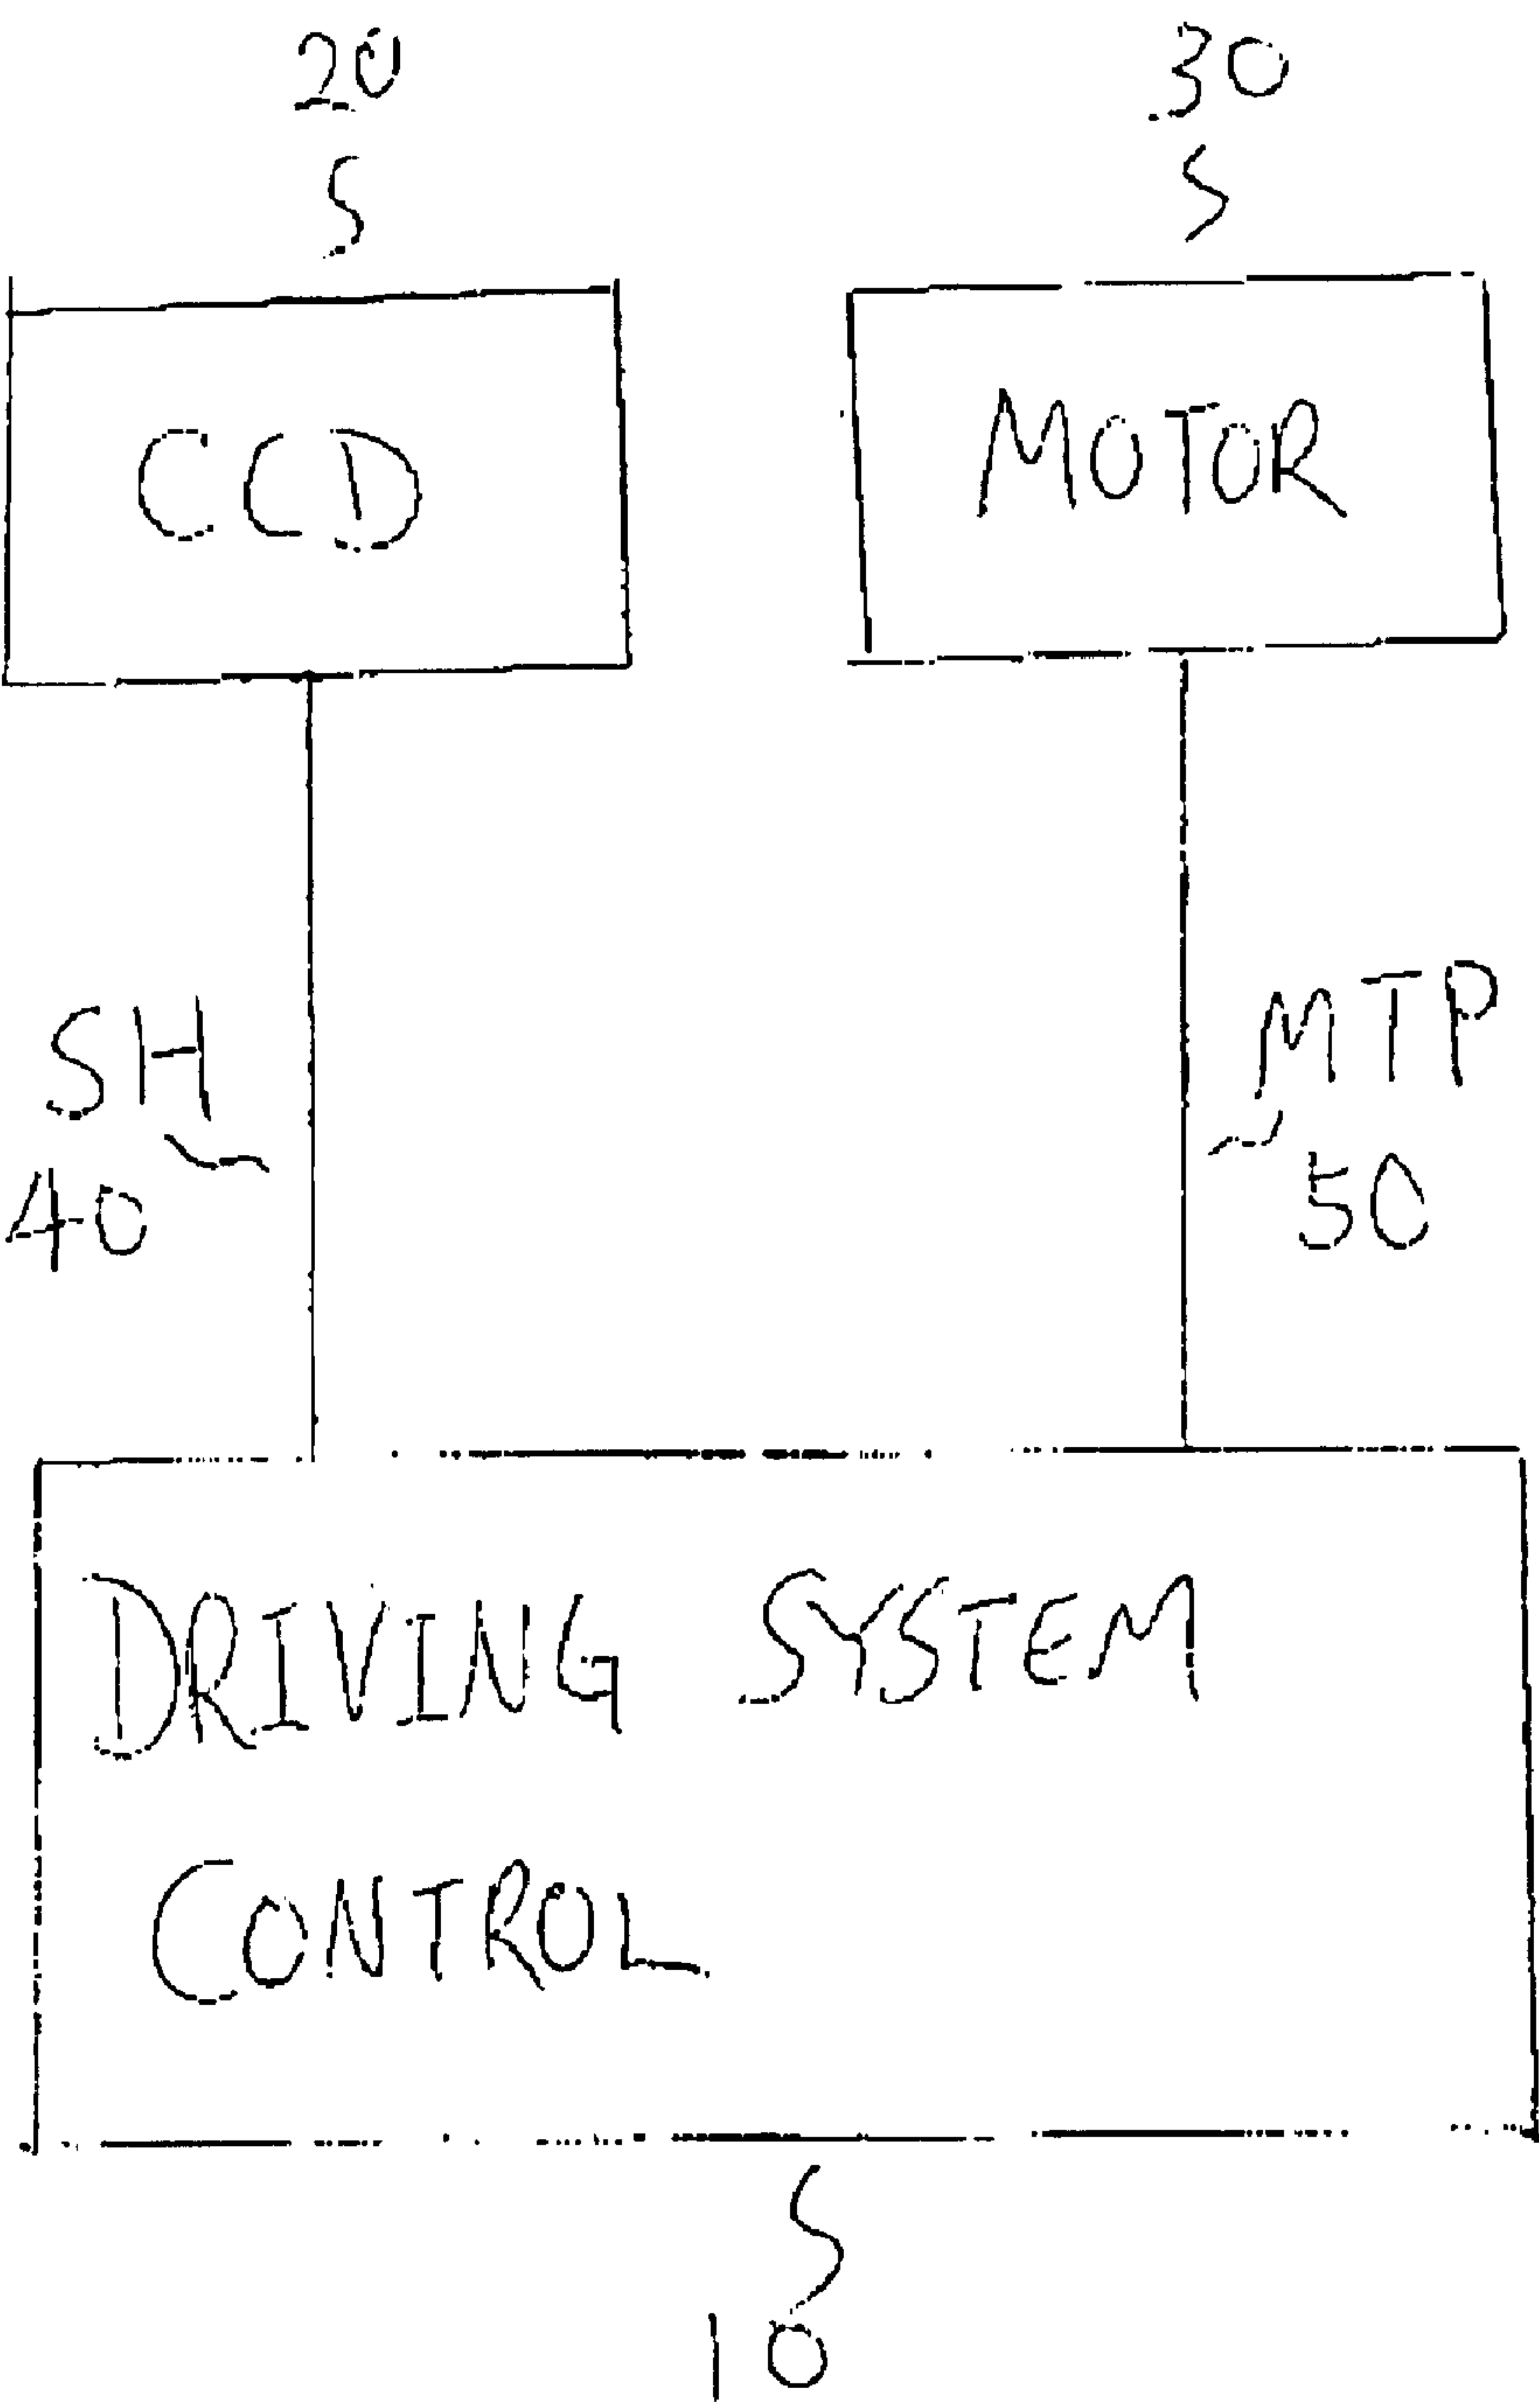 20
30
CCD
MOTOR
SH
40
MTP
50
DRIVING SYSTEM
CONTROL
10